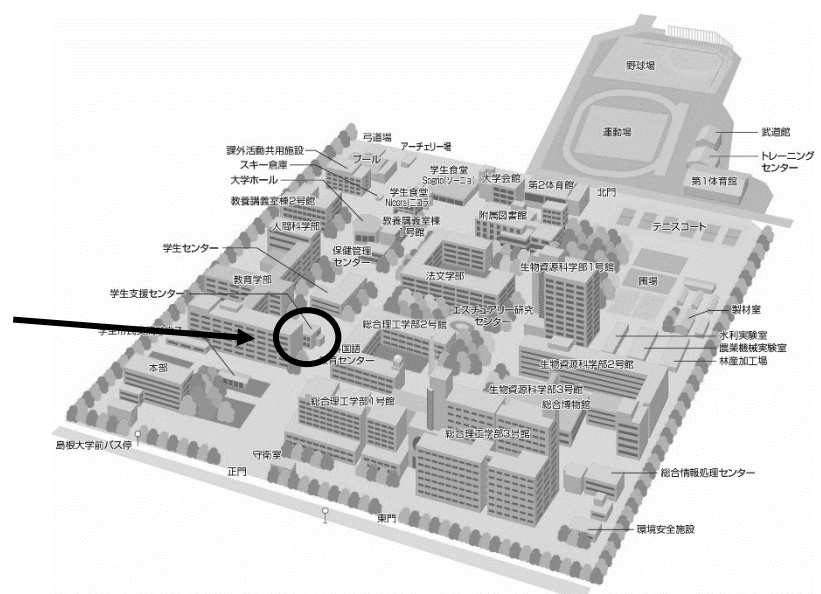 野球場
運動場
武道館
トレーニング
センター
第1体育館
弓道場
アーチェリー場
課外活動共用施設
プール
スキー倉庫
学生食堂
Sogno(ソーニョ)
大学会館
第2体育館
北門
大学ホール
学生食堂
Nicora(ニコラ)
教養講義室棟2号館
教養講義室棟
1号館
附属図書館
テニスコート
人間科学部
学生センター
保健管理
センター
法文学部
生物資源科学部1号館
教育学部
圃場
学生支援センター
エスチュアリー研究
センター
製材室
総合理工学部2号館
水利実験室
農業機械実験室
林産加工場
外国語
教育センター
本部
生物資源科学部2号館
生物資源科学部3号館
総合理工学部1号館
総合博物館
総合理工学部3号館
島根大学前バス停
守衛室
正門
総合情報処理センター
東門
環境安全施設